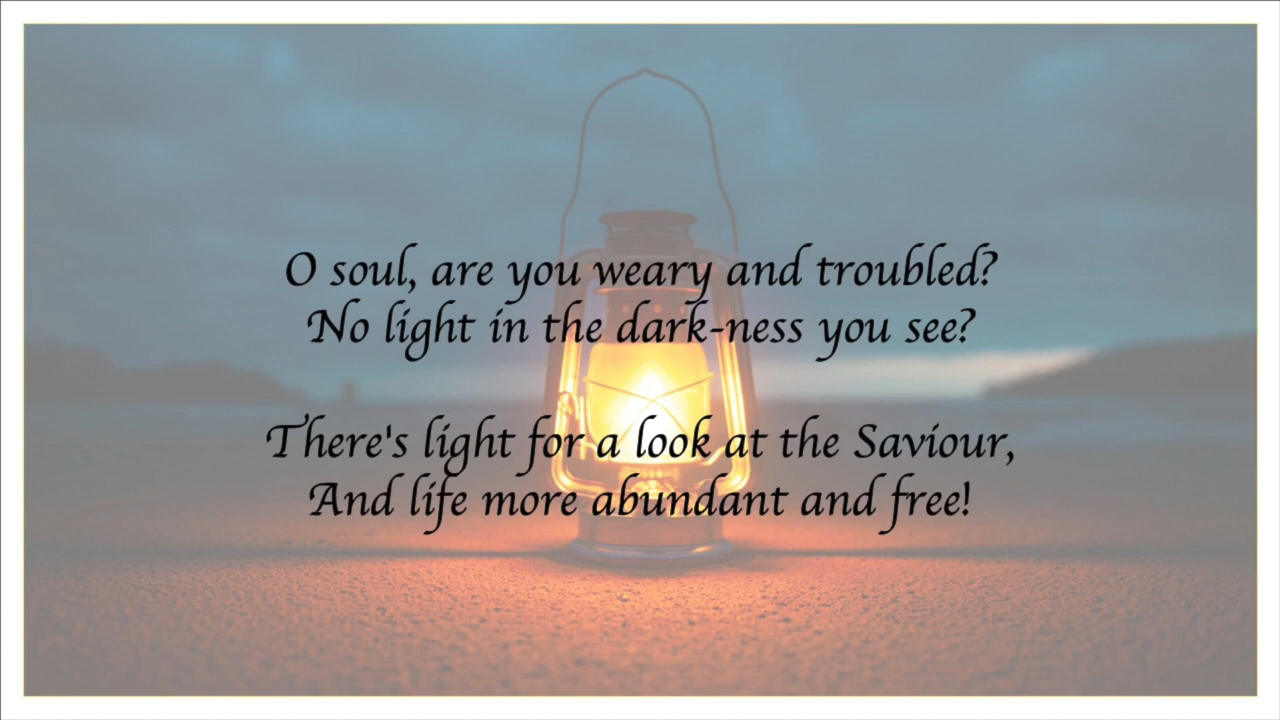 O soul, are you weary and troubled?
No light in the dark-ness you see?
There's light for a look at the Saviour,
And life more abundant and free!